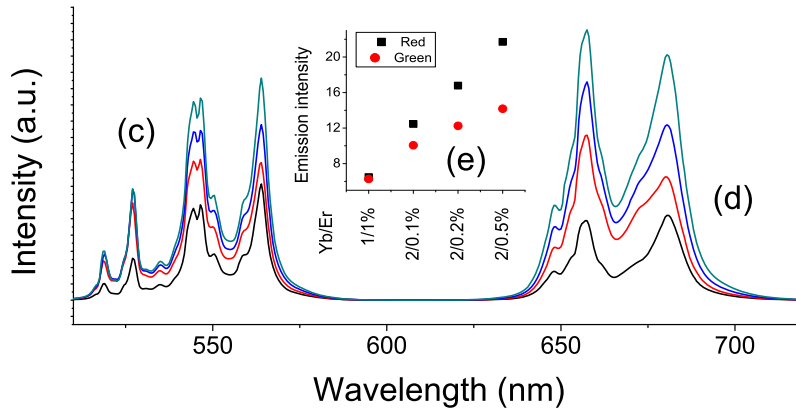 Intensity (a.u.)
(c)
(d)
550
600
650
700
Wavelength (nm)
Emission intensity
22
20
16
12
8
Red
Green
(e)
Yb/Er
1/1%
2/0.1%
2/0.2%
2/0.5%